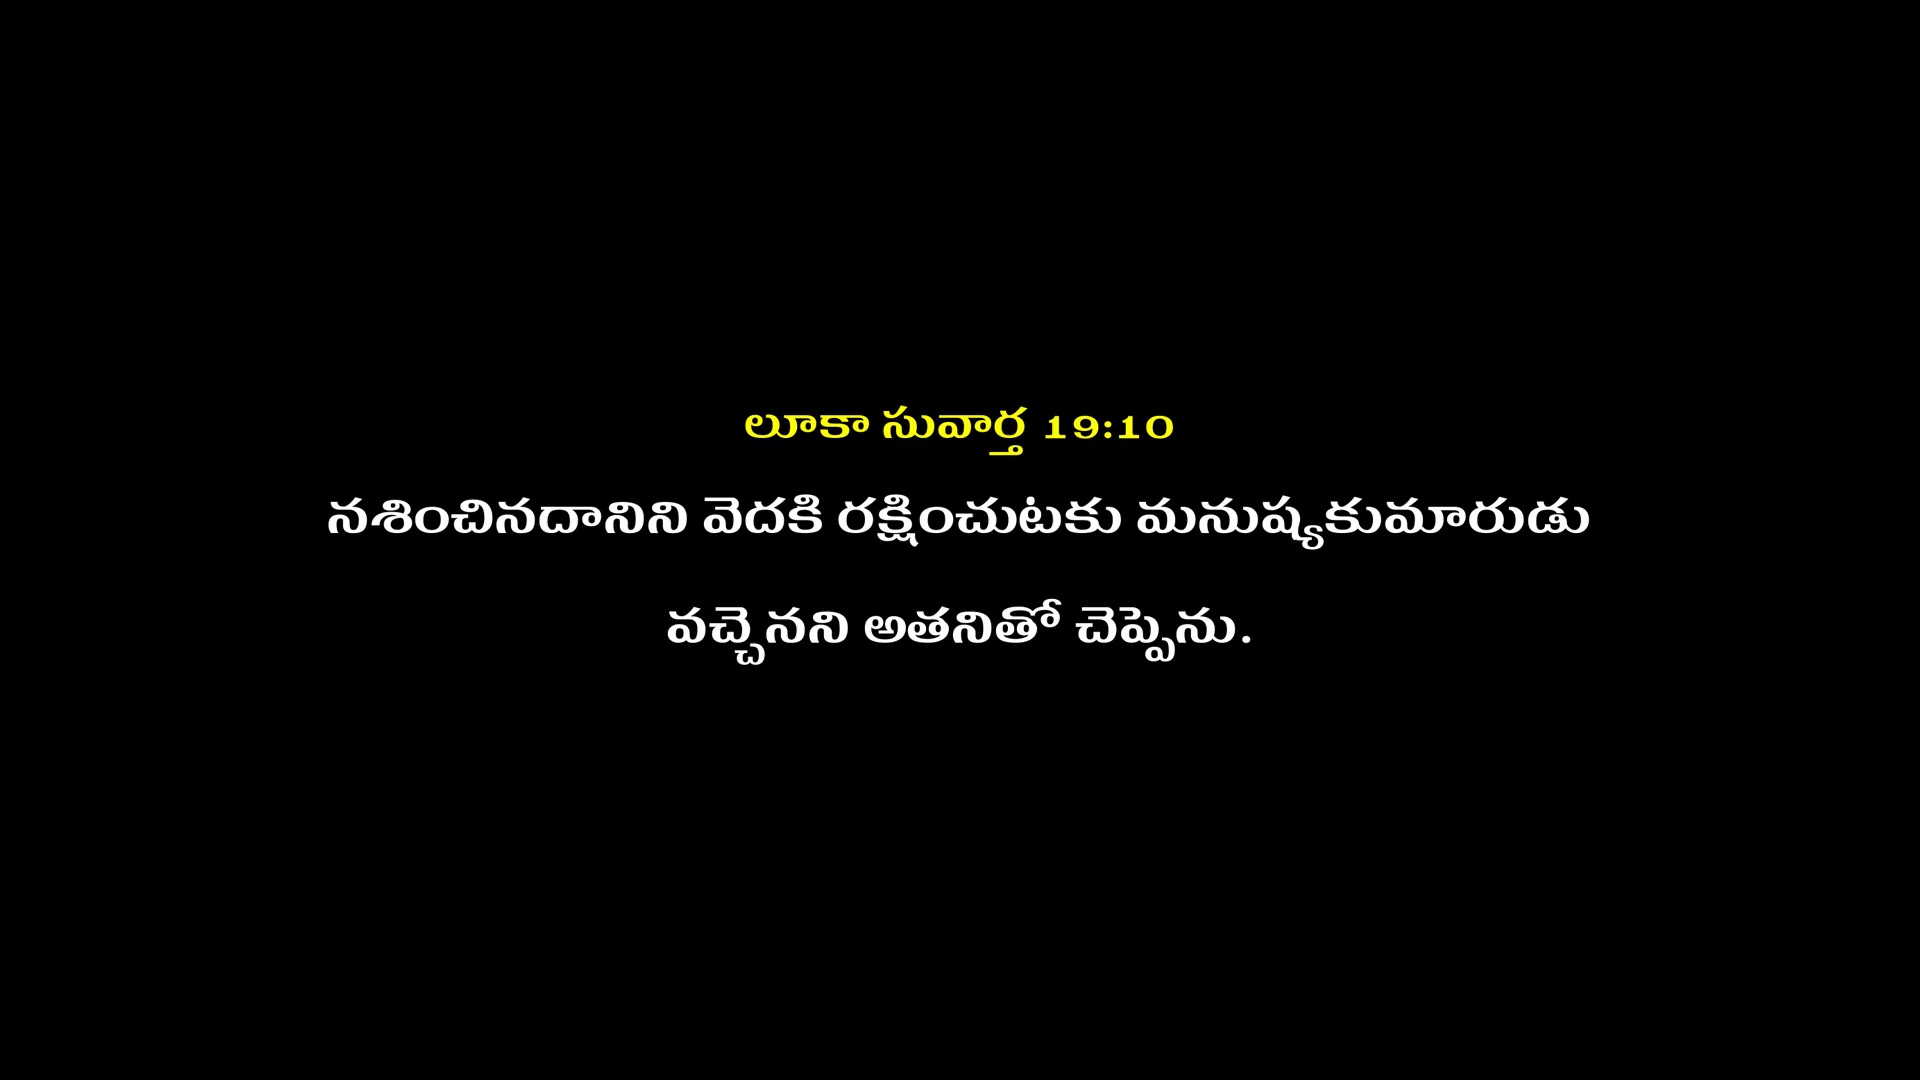 లూకా సువార్త 19:10
నశించినదానిని వెదకి రక్షించుటకు మనుష్యకుమారుడు
వచ్చెనని అతనితో చెప్పెను.